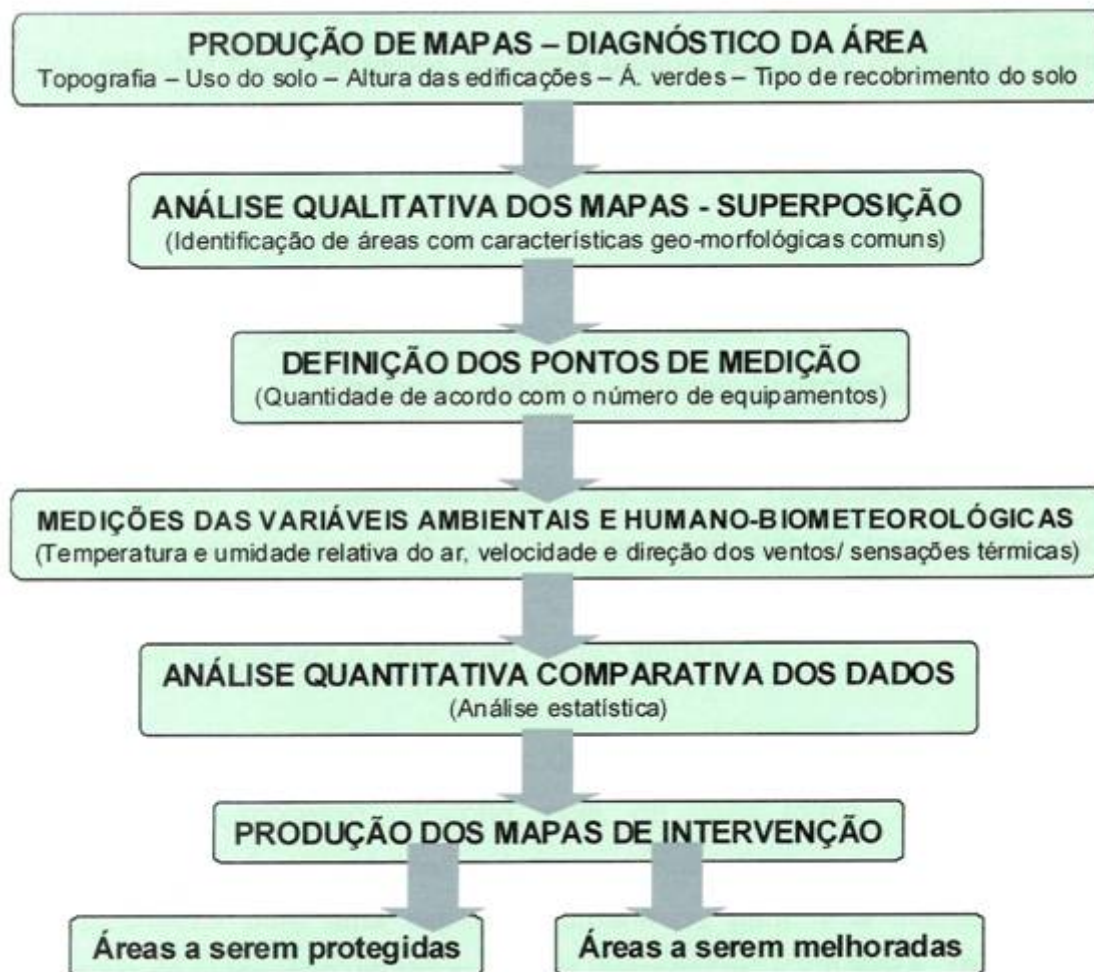 PRODUÇÃO DE MAPAS – DIAGNÓSTICO DA ÁREA
Topografia – Uso do solo – Altura das edificações – Á. verdes – Tipo de recobrimento do solo
ANÁLISE QUALITATIVA DOS MAPAS - SUPERPOSIÇÃO
(Identificação de áreas com características geo-morfológicas comuns)
DEFINIÇÃO DOS PONTOS DE MEDIÇÃO
(Quantidade de acordo com o número de equipamentos)
MEDIÇÕES DAS VARIÁVEIS AMBIENTAIS E HUMANO-BIOMETEOROLÓGICAS
(Temperatura e umidade relativa do ar, velocidade e direção dos ventos/ sensações térmicas)
ANÁLISE QUANTITATIVA COMPARATIVA DOS DADOS
(Análise estatística)
PRODUÇÃO DOS MAPAS DE INTERVENÇÃO
Áreas a serem protegidas
Áreas a serem melhoradas